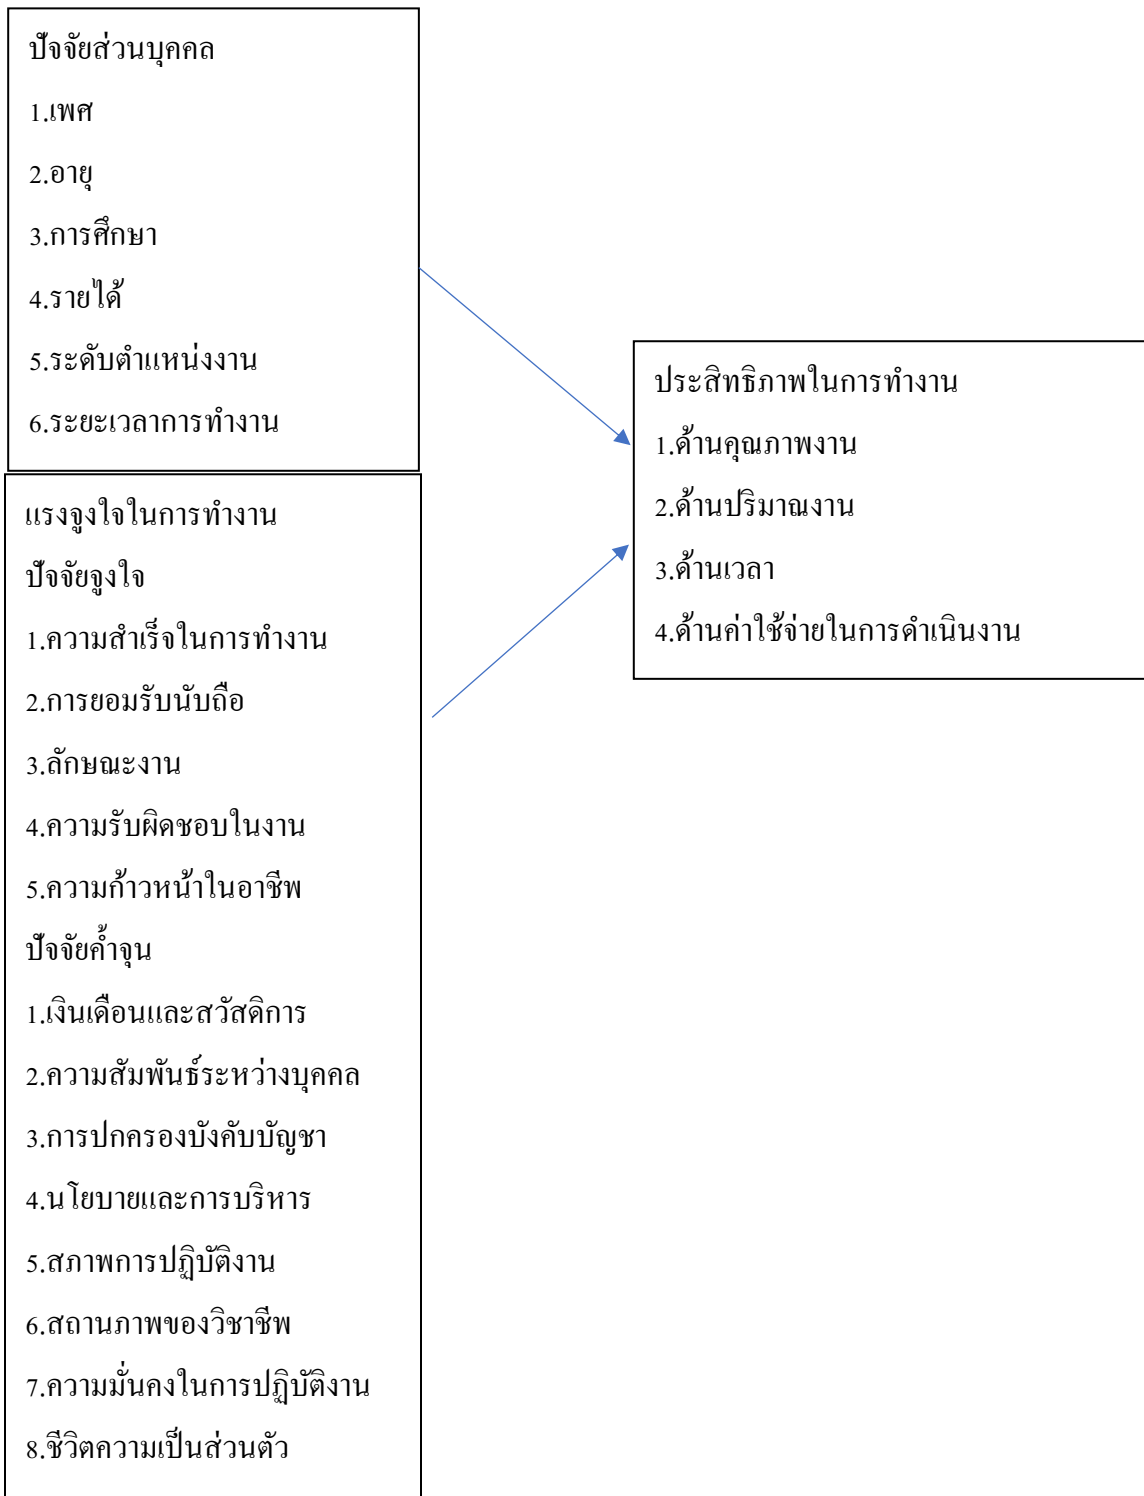 ปัจจัยส่วนบุคคล
1.เพศ
2.อายุ
3.การศึกษา
4.รายได้
5.ระดับตำแหน่งงาน
6.ระยะเวลาการทำงาน
แรงจูงใจในการทำงาน
ปัจจัยจูงใจ
1.ความสำเร็จในการทำงาน
2.การยอมรับนับถือ
3.ลักษณะงาน
4.ความรับผิดชอบในงาน
5.ความก้าวหน้าในอาชีพ
ปัจจัยค้ำจุน
1.เงินเดือนและสวัสดิการ
2.ความสัมพันธ์ระหว่างบุคคล
3.การปกครองบังคับบัญชา
4.นโยบายและการบริหาร
5.สภาพการปฏิบัติงาน
6.สถานภาพของวิชาชีพ
7.ความมั่นคงในการปฏิบัติงาน
8.ชีวิตความเป็นส่วนตัว
ประสิทธิภาพในการทำงาน
1.ด้านคุณภาพงาน
2.ด้านปริมาณงาน
3.ด้านเวลา
4.ด้านค่าใช้จ่ายในการดำเนินงาน